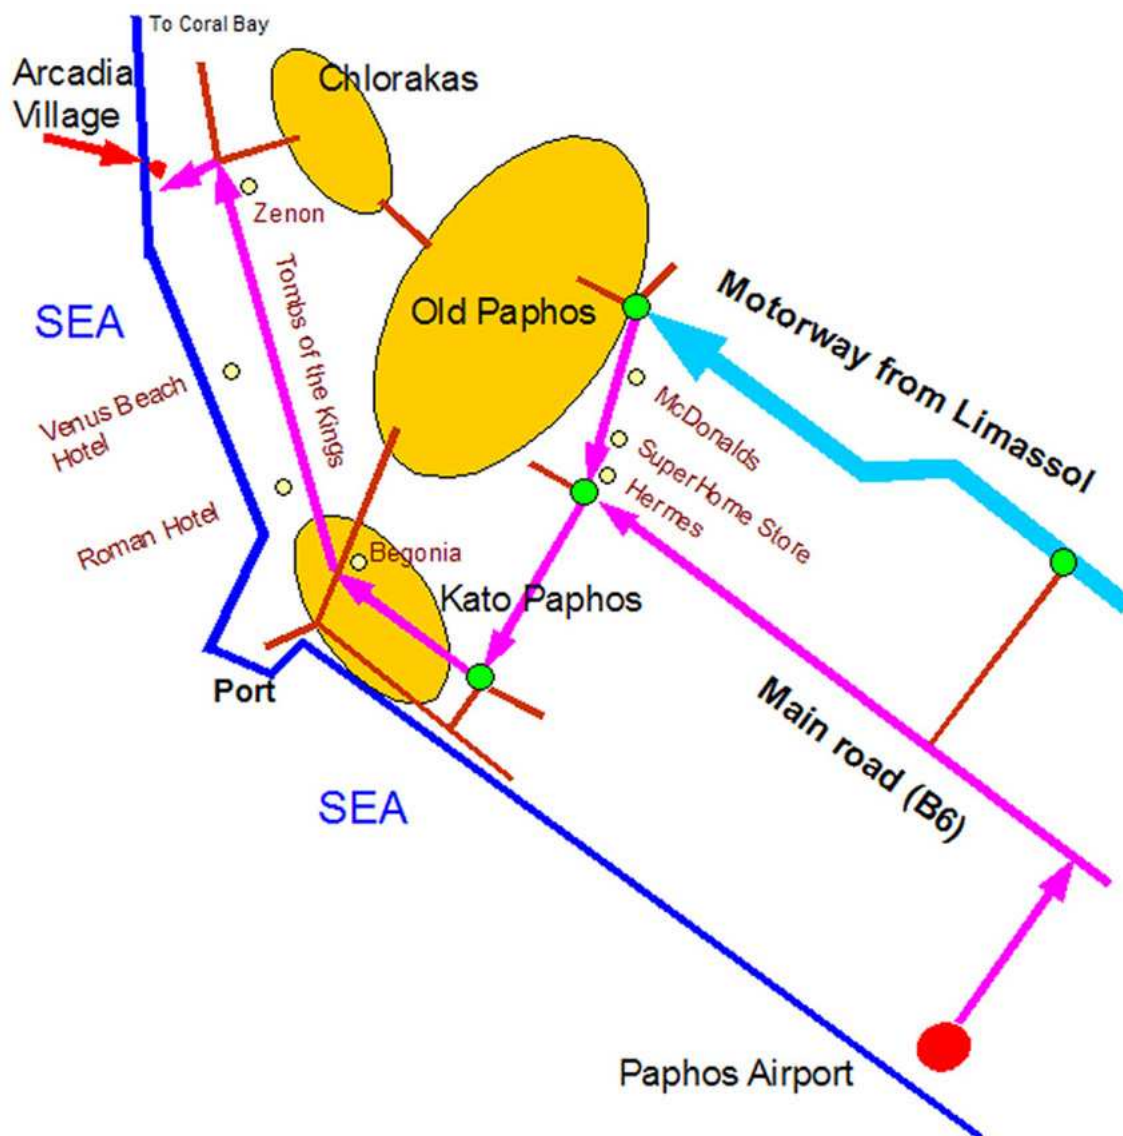 To Coral Bay
Arcadia
Village
Chlorakas
Zenon
SEA
Old Paphos
Motorway from Limassol
Tombs of the Kings
Venus Beach
Hotel
McDonalds
SuperHome Store
Hermes
Roman Hotel
Begonia
Kato Paphos
Port
Main road (B6)
SEA
Paphos Airport